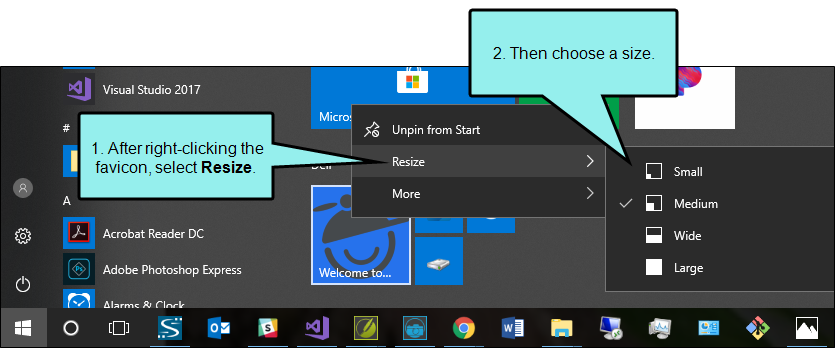 2. Then choose a size.
Visual Studio 2017
#
1. After right-clicking the
favicon, select Resize.
Micros
Unpin from Start
Resize
More
Small
Medium
Wide
Large
A
Acrobat Reader DC
Adobe Photoshop Express
Alarms & Clock
Welcome to...